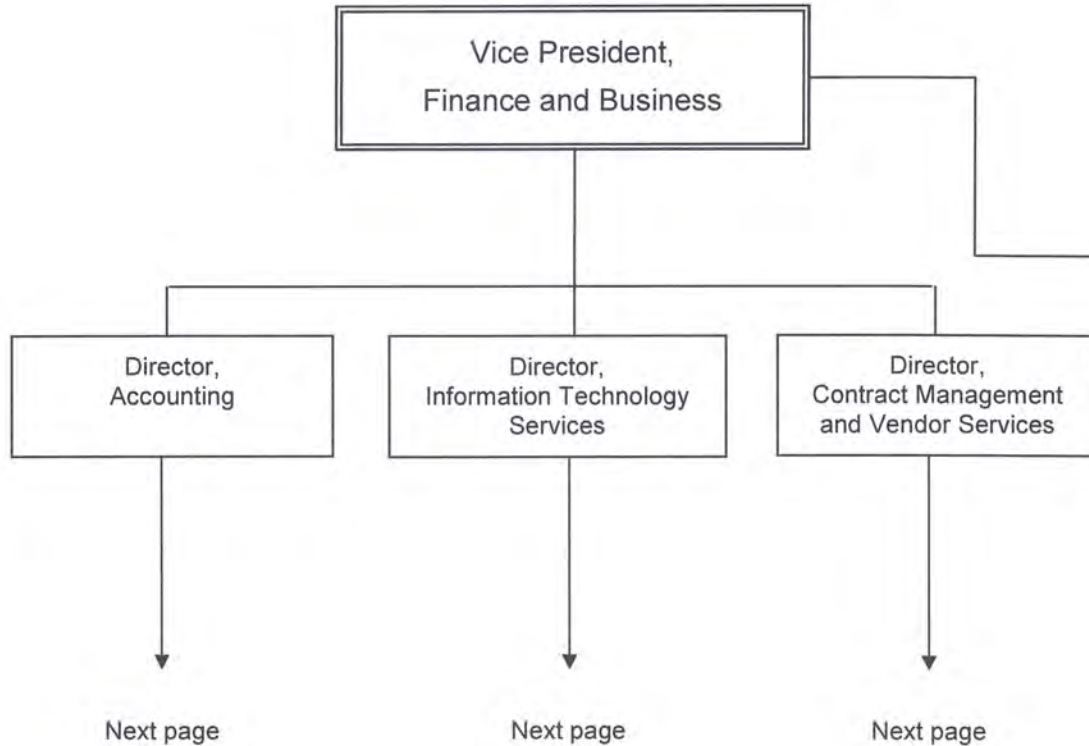 Vice President,
Finance and Business
Director,
Accounting
Director,
Information Technology
Services
Director,
Contract Management
and Vendor Services
Next page
Next page
Next page